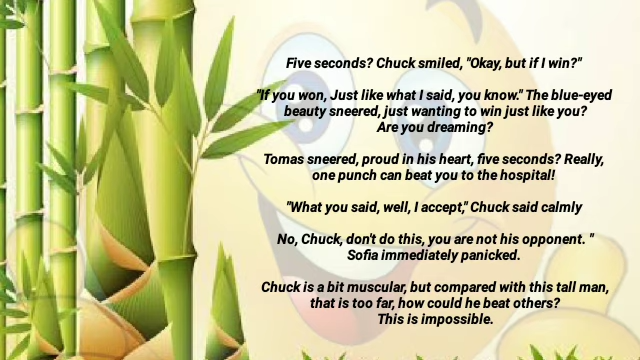 Five seconds? Chuck smiled, "Okay, but if I win?"
"If you won, Just like what I said, you know." The blue-eyed
beauty sneered, just wanting to win just like you?
Are you dreaming?
Tomas sneered, proud in his heart, five seconds? Really,
one punch can beat you to the hospital!
"What you said, well, I accept," Chuck said calmly
No, Chuck, don't do this, you are not his opponent. "
Sofia immediately panicked.
Chuck is a bit muscular, but compared with this tall man,
that is too far, how could he beat others?
This is impossible.